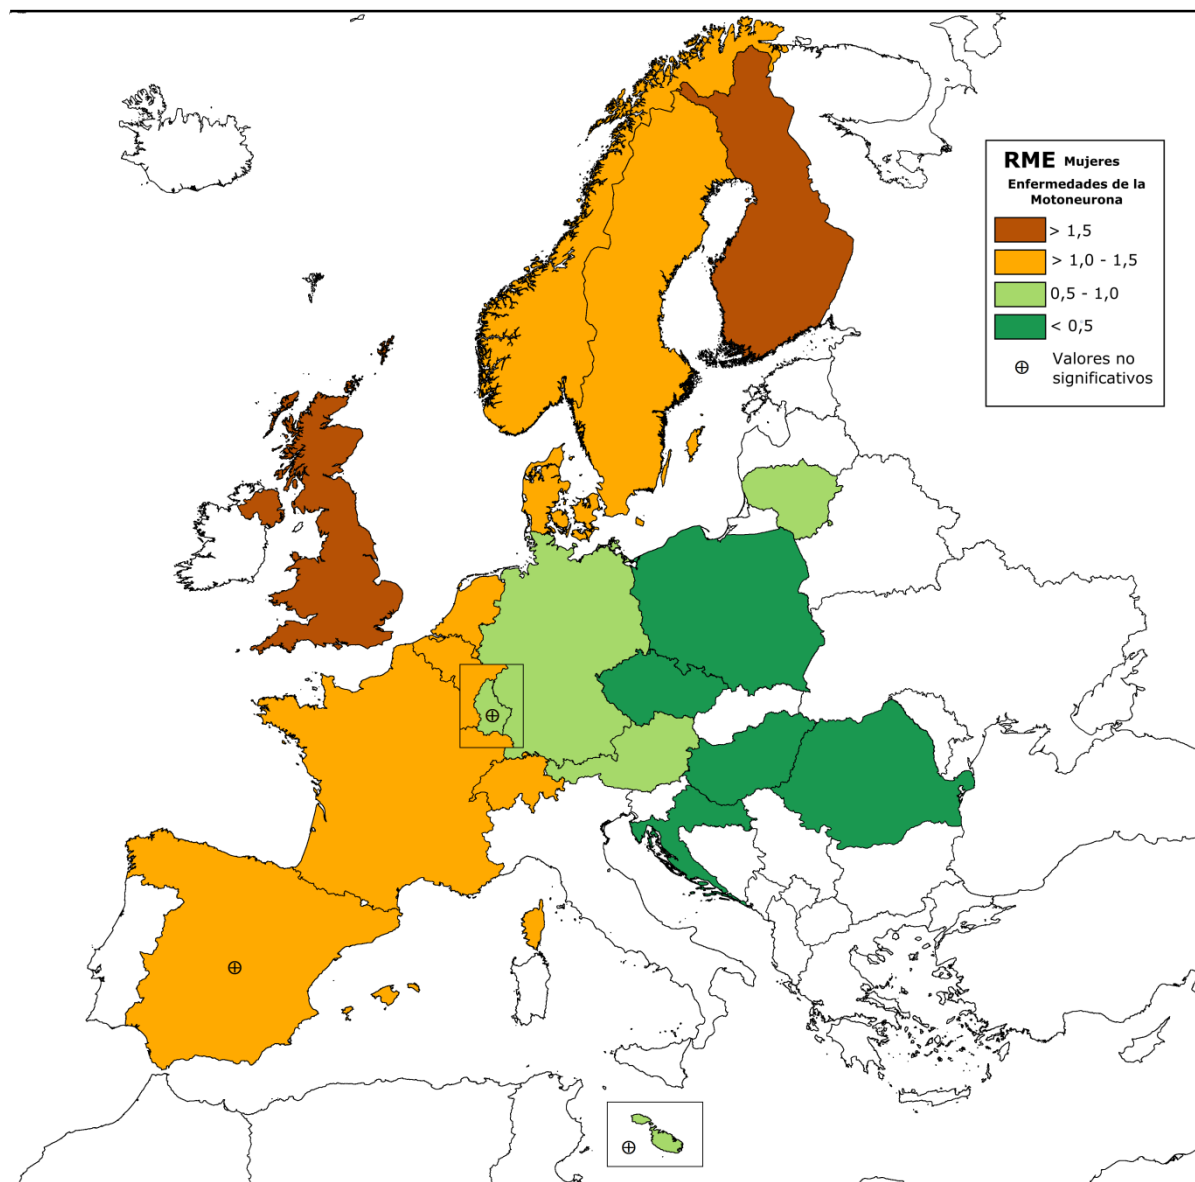 RME Mujeres
Enfermedades de la
Motoneurona
> 1,5
> 1,0 - 1,5
0,5 - 1,0
< 0,5
Valores no
significativos